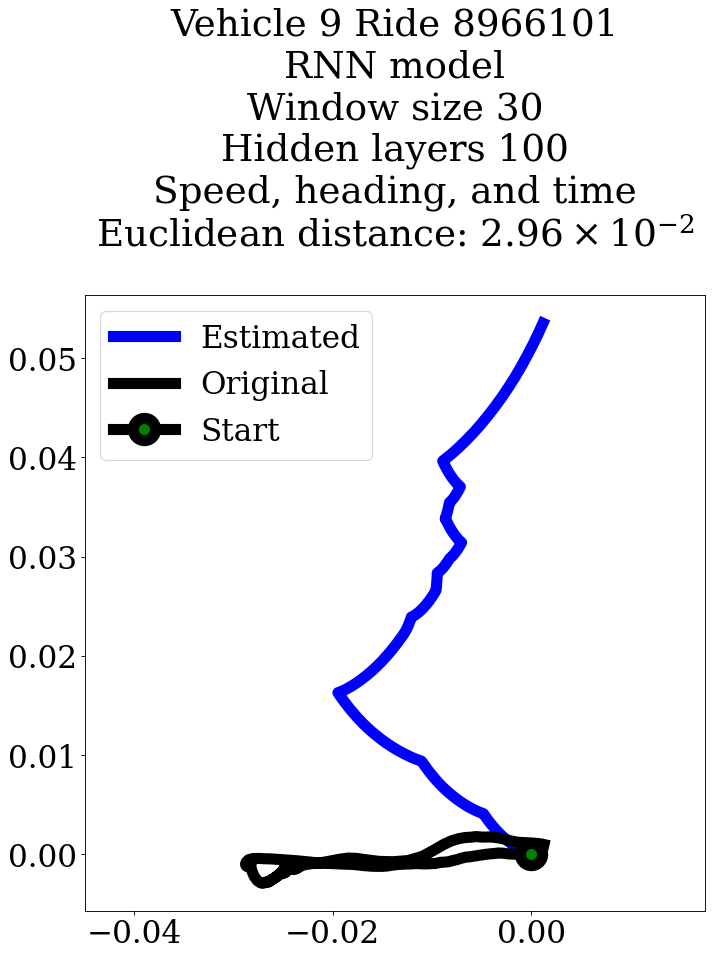 Vehicle 9 Ride 8966101
RNN model
Window size 30
Hidden layers 100
Speed, heading, and time
Euclidean distance: 2.96 × 10⁻²
Estimated
Original
Start
0.05
0.04
0.03
0.02
0.01
0.00
−0.04
−0.02
0.00